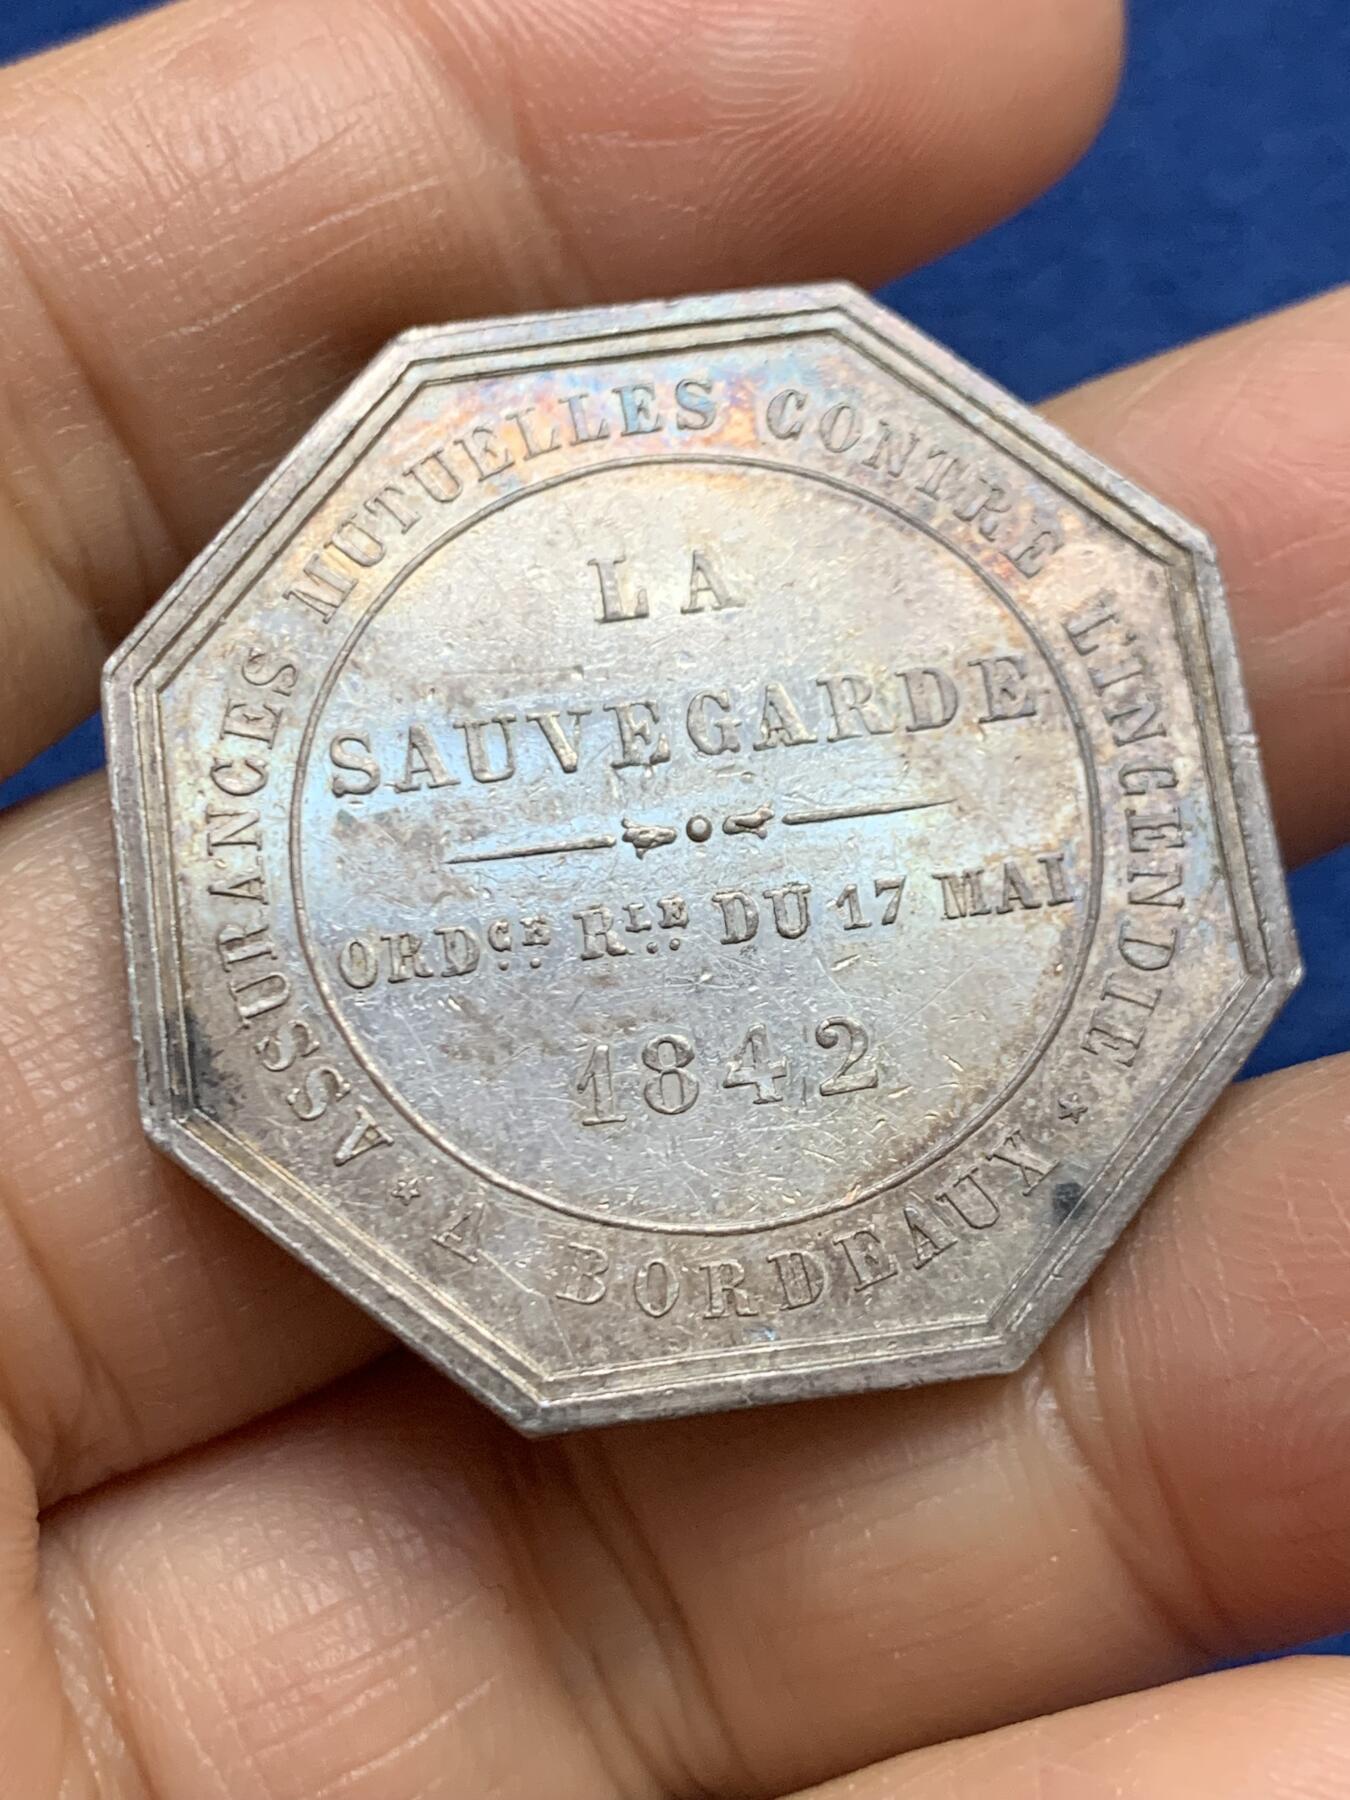 ASSURANCES MUTUELLES CONTRE L'INCENDIE
* A BORDEAUX *
LA
SAUVEGARDE
ORDCE RLE DU 17 MAI
1842